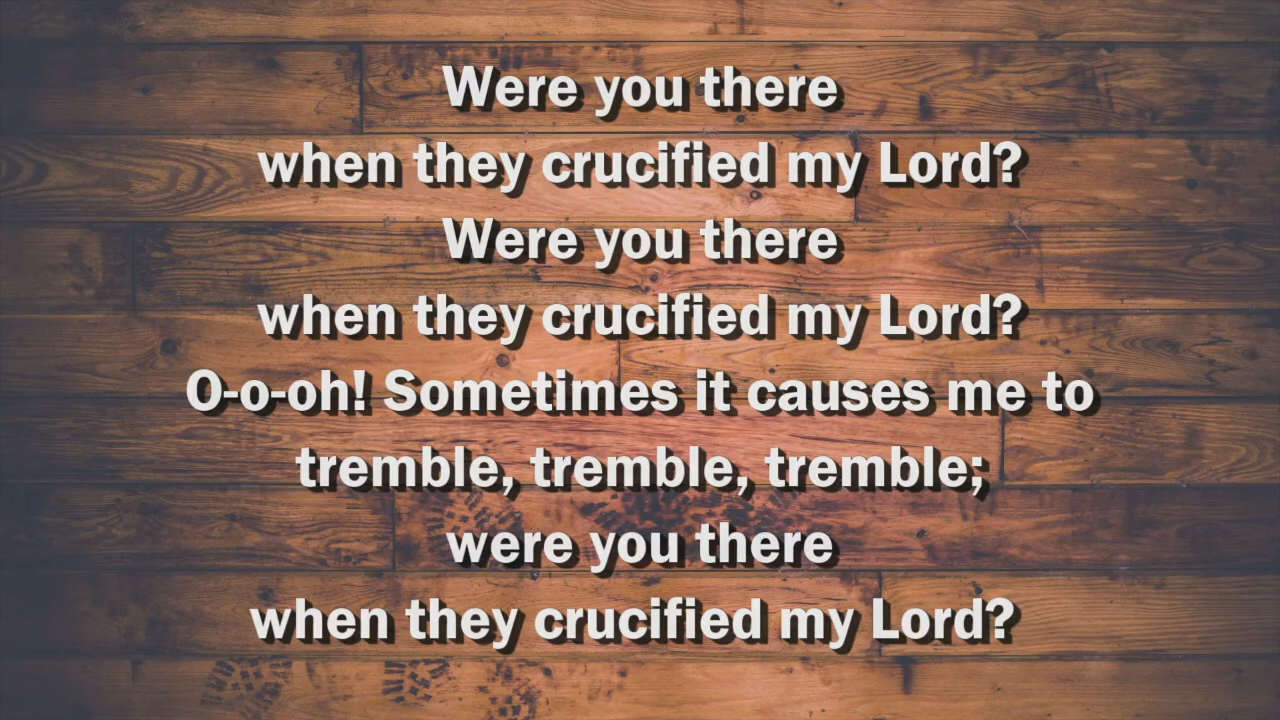 Were you there
when they crucified my Lord?
Were you there
when they crucified my Lord?
O-o-oh! Sometimes it causes me to
tremble, tremble, tremble;
were you there
when they crucified my Lord?